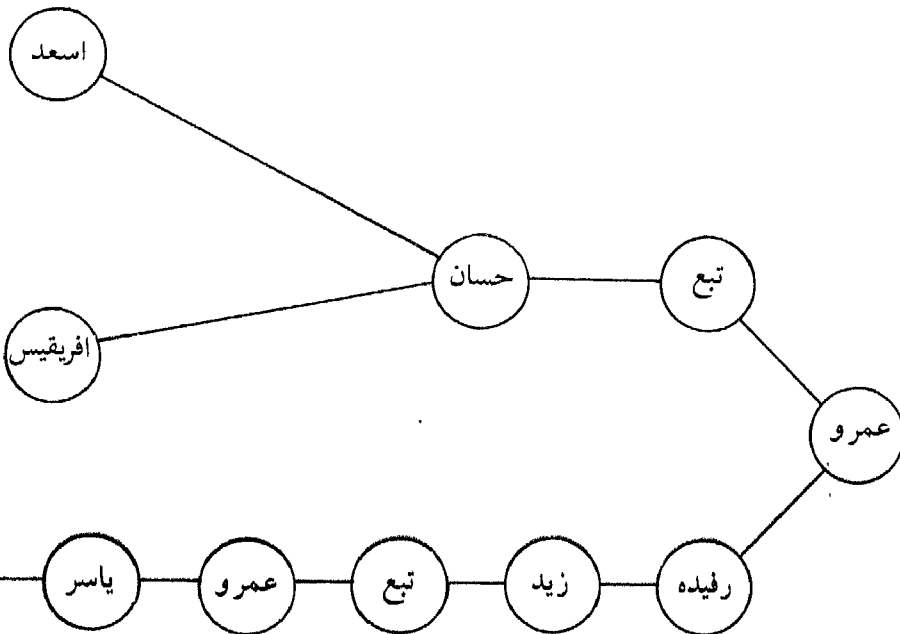 اسعد
حسان
تبع
افريقيس
عمرو
رفيده
زيد
تبع
عمرو
ياسر